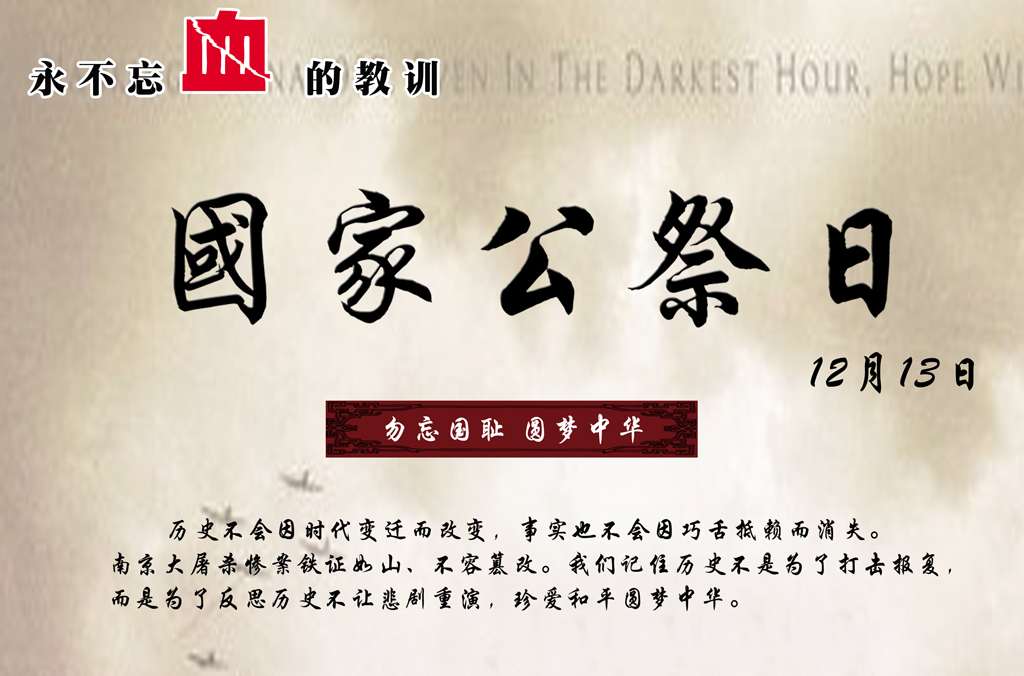 永不忘血的教训
EN IN THE DARKEST HOUR, HOPE WI
國家公祭日
12月13日
勿忘国耻 圆梦中华
历史不会因时代变迁而改变，事实也不会因巧舌抵赖而消失。
南京大屠杀惨案铁证如山、不容篡改。我们记住历史不是为了打击报复，
而是为了反思历史不让悲剧重演，珍爱和平圆梦中华。